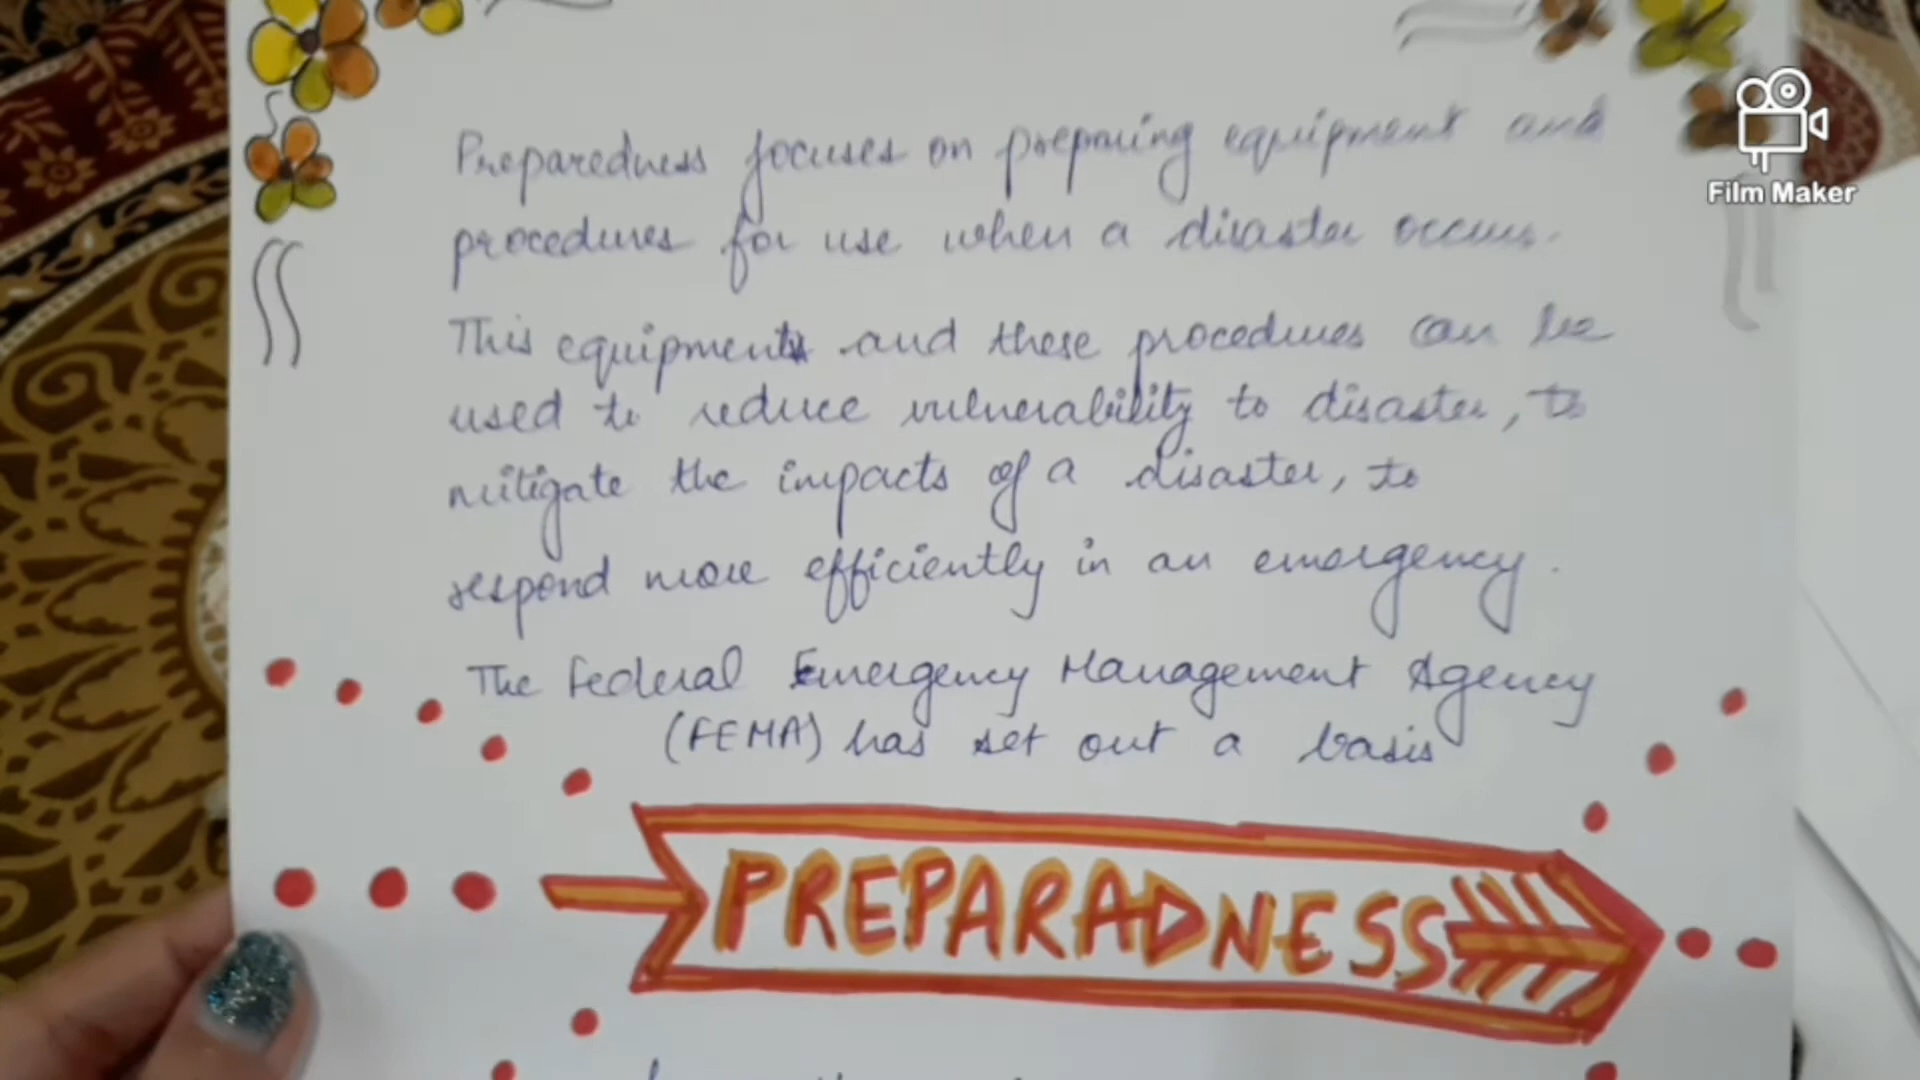 Preparedness focuses on preparing equipment and
procedures for use when a disaster occurs.
This equipment and these procedures can be
used to reduce vulnerability to disaster, to
mitigate the impacts of a disaster, to
respond more efficiently in an emergency.
The Federal Emergency Management Agency
(FEMA) has set out a basis
PREPARADNESS
Film Maker